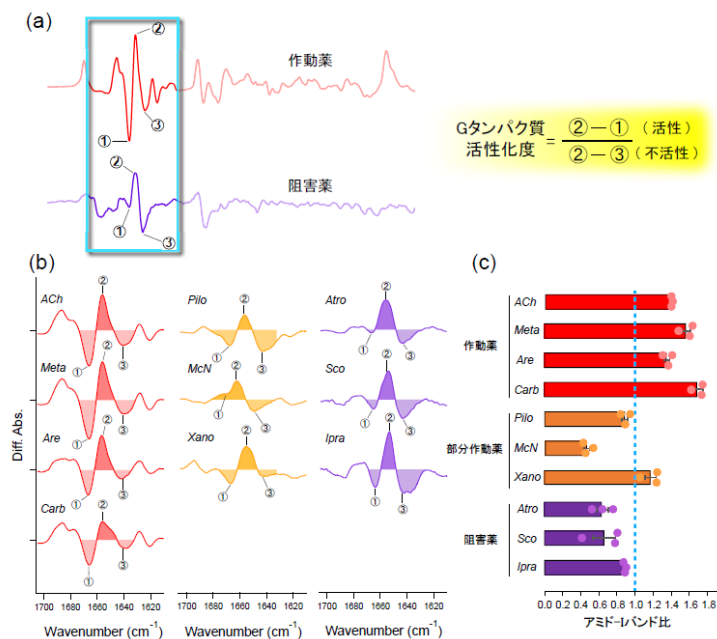 (a)
②
作動薬
①
③
②
阻害薬
①
③
Gタンパク質
活性化度
=
②—① (活性)
②—③ (不活性)
(b)
Diff. Abs.
ACh
②
①
③
Meta
②
①
③
Are
②
①
③
Carb
②
①
③
1700 1680 1660 1640 1620
Wavenumber (cm⁻¹)
Pilo
②
①
③
McN
②
①
③
Xano
②
①
③
1700 1680 1660 1640 1620
Wavenumber (cm⁻¹)
Atro
②
①
③
Sco
②
①
③
Ipra
②
①
③
1700 1680 1660 1640 1620
Wavenumber (cm⁻¹)
(c)
作動薬
ACh
Meta
Are
Carb
部分作動薬
Pilo
McN
Xano
阻害薬
Atro
Sco
Ipra
0.0 0.2 0.4 0.6 0.8 1.0 1.2 1.4 1.6 1.8
アミド-Iバンド比